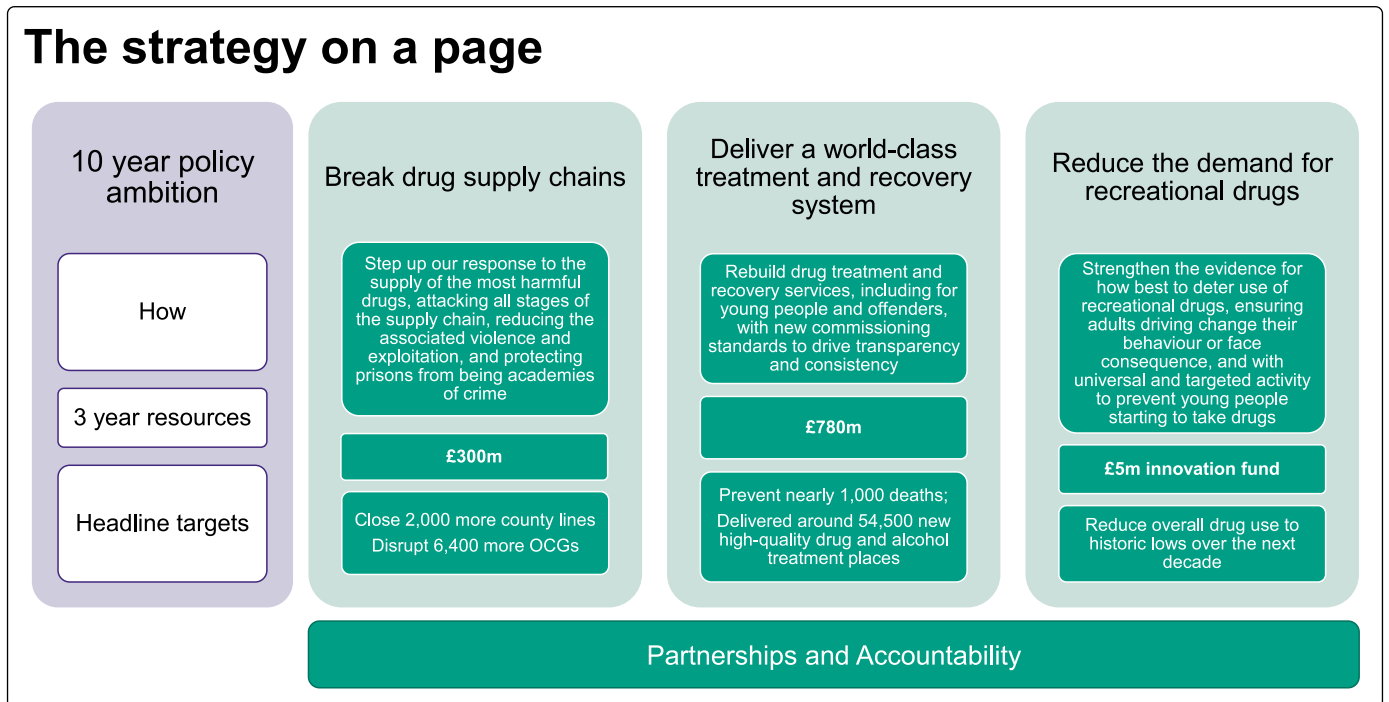 The strategy on a page
10 year policy
ambition
How
3 year resources
Headline targets
Break drug supply chains
Step up our response to the
supply of the most harmful
drugs, attacking all stages of
the supply chain, reducing the
associated violence and
exploitation, and protecting
prisons from being academies
of crime
£300m
Close 2,000 more county lines
Disrupt 6,400 more OCGs
Deliver a world-class
treatment and recovery
system
Rebuild drug treatment and
recovery services, including for
young people and offenders,
with new commissioning
standards to drive transparency
and consistency
£780m
Prevent nearly 1,000 deaths;
Delivered around 54,500 new
high-quality drug and alcohol
treatment places
Reduce the demand for
recreational drugs
Strengthen the evidence for
how best to deter use of
recreational drugs, ensuring
adults driving change their
behaviour or face
consequence, and with
universal and targeted activity
to prevent young people
starting to take drugs
£5m innovation fund
Reduce overall drug use to
historic lows over the next
decade
Partnerships and Accountability